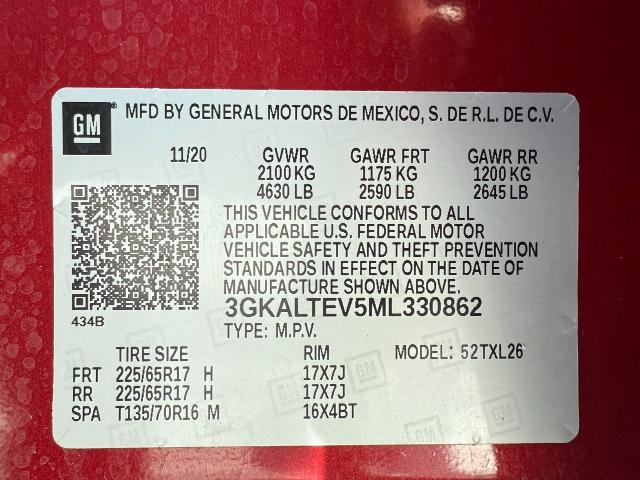 GM ® MFD BY GENERAL MOTORS DE MEXICO, S. DE R.L. DE C.V.
11/20 GVWR GAWR FRT GAWR RR
2100 KG 1175 KG 1200 KG
4630 LB 2590 LB 2645 LB
THIS VEHICLE CONFORMS TO ALL
APPLICABLE U.S. FEDERAL MOTOR
VEHICLE SAFETY AND THEFT PREVENTION
STANDARDS IN EFFECT ON THE DATE OF
MANUFACTURE SHOWN ABOVE.
3GKALTEV5ML330862
434B
TYPE: M.P.V.
TIRE SIZE RIM MODEL: 52TXL26
FRT 225/65R17 H 17X7J
RR 225/65R17 H 17X7J
SPA T135/70R16 M 16X4BT